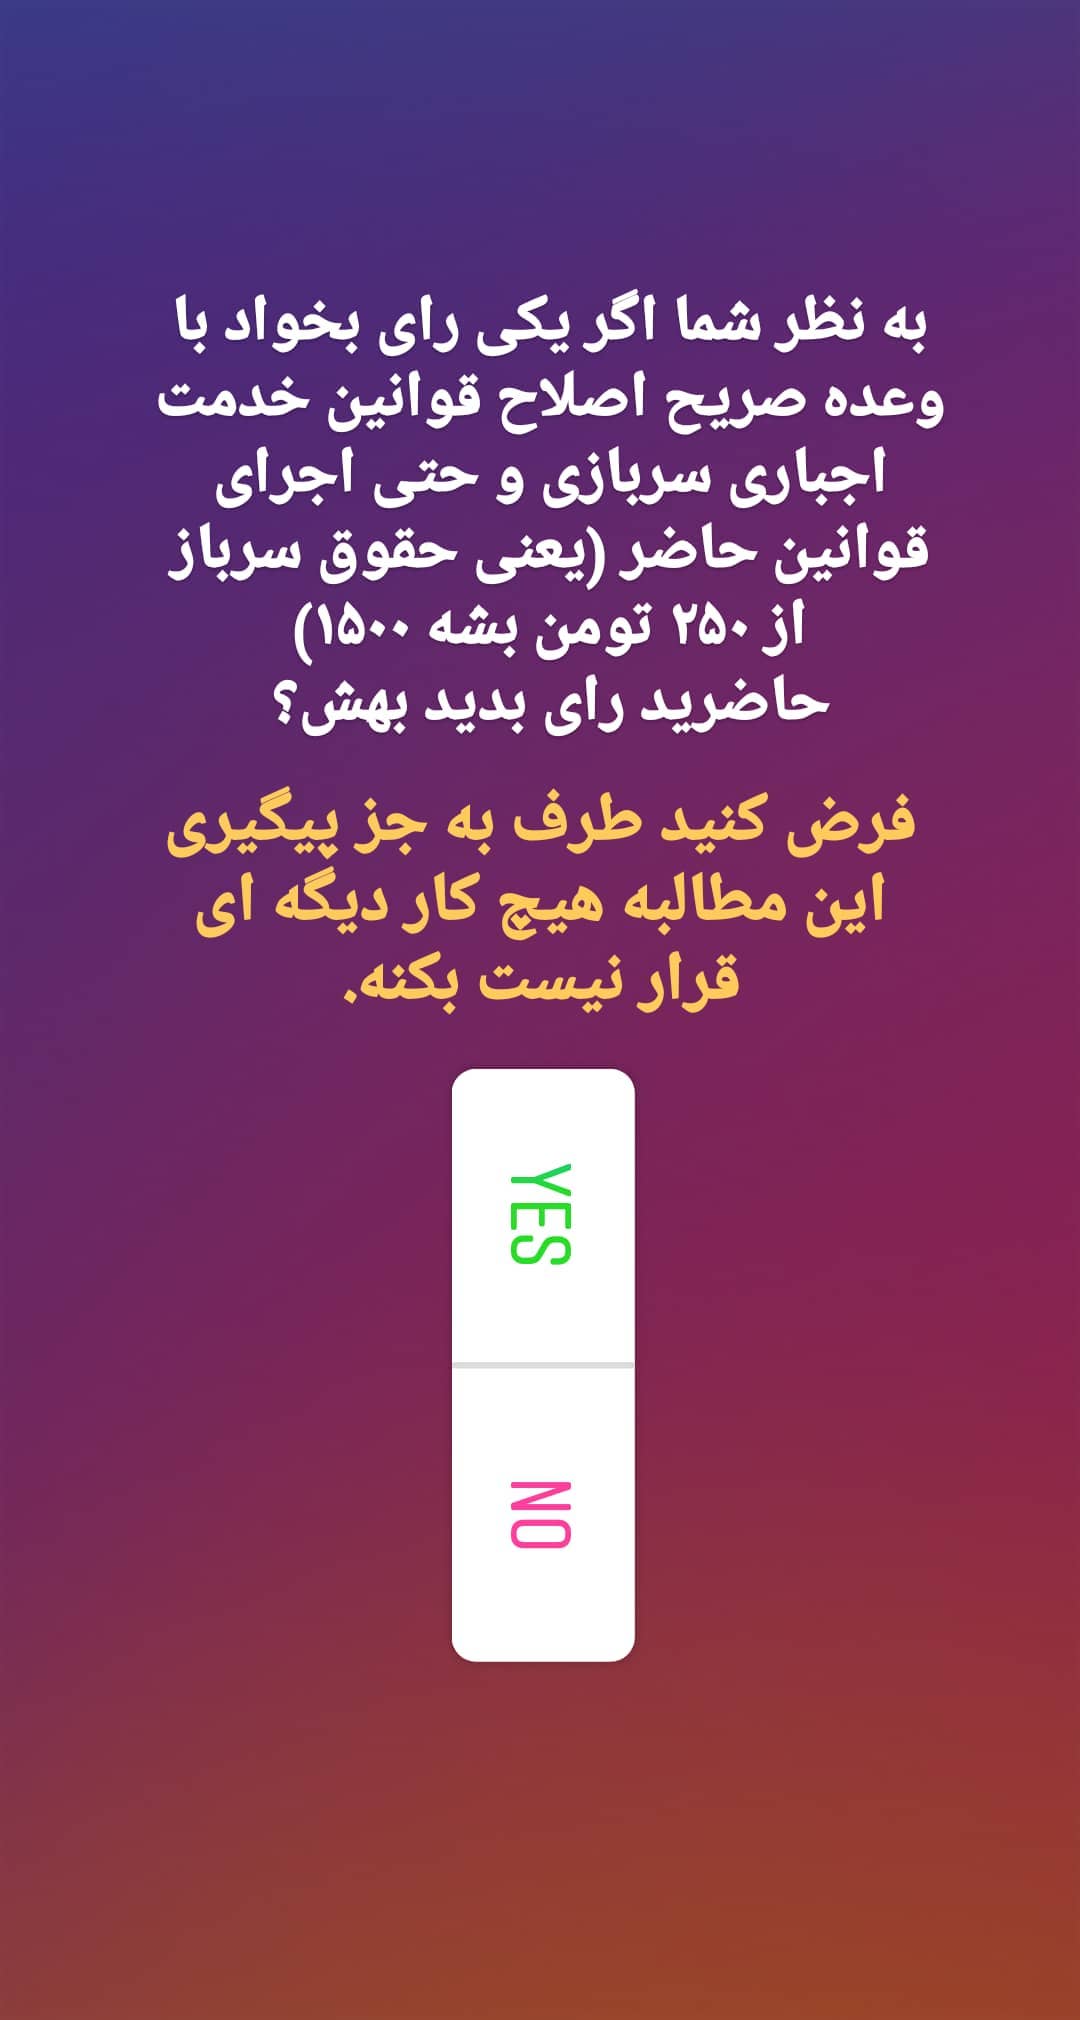 به نظر شما اگر یکی رای بخواد با
وعده صریح اصلاح قوانین خدمت
اجباری سربازی و حتی اجرای
قوانین حاضر (یعنی حقوق سرباز
از ۲۵۰ تومن بشه ۱۵۰۰)
حاضرید رای بدید بهش؟
فرض کنید طرف به جز پیگیری
این مطالبه هیچ کار دیگه ای
قرار نیست بکنه.
YES
NO